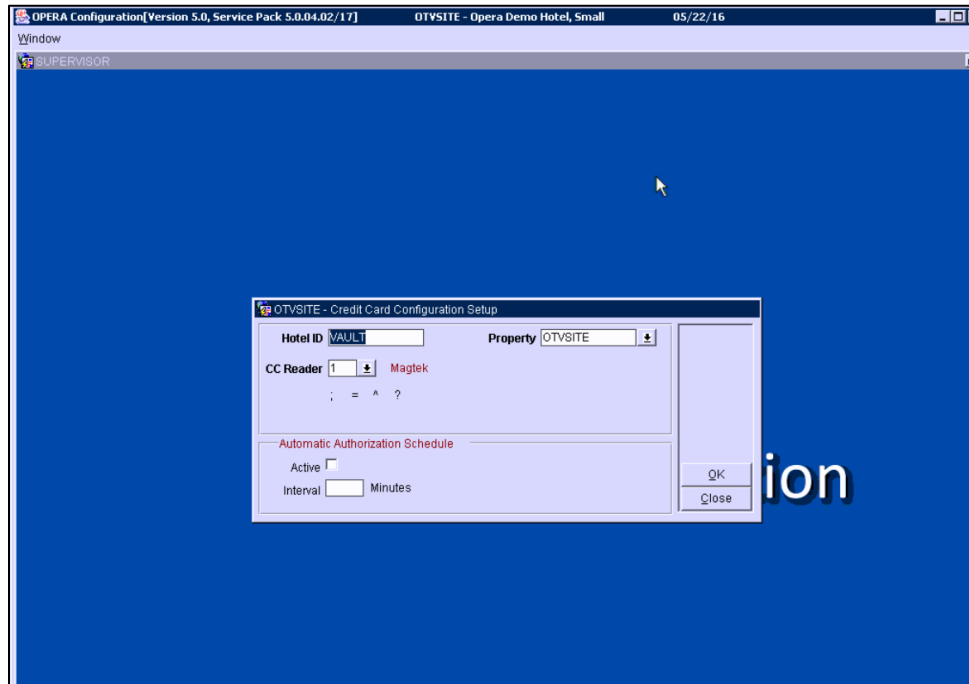 OPERA Configuration[Version 5.0, Service Pack 5.0.04.02/17] OTVSITE - Opera Demo Hotel, Small 05/22/16
Window
SUPERVISOR
OTVSITE - Credit Card Configuration Setup
Hotel ID VAULT Property OTVSITE
CC Reader 1 Magtek
; = ^ ?
Automatic Authorization Schedule
Active
Interval Minutes
OK
Close